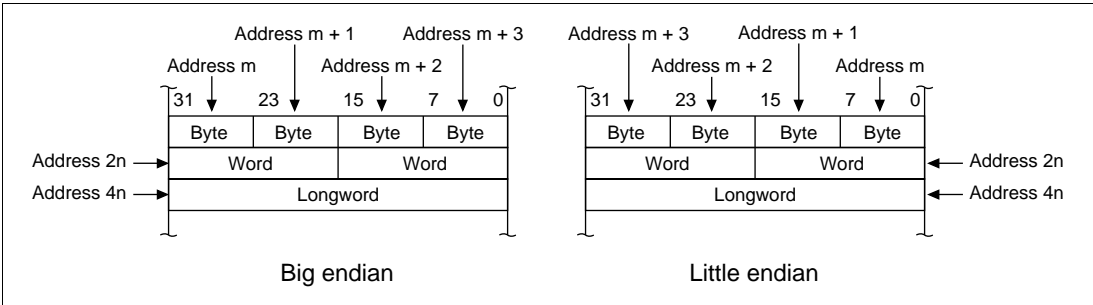 Address m + 1 Address m + 3 Address m + 3 Address m + 1
Address m Address m + 2 Address m + 2 Address m
31 23 15 7 0 31 23 15 7 0
Byte Byte Byte Byte Byte Byte Byte Byte
Address 2n Word Word Word Word Address 2n
Address 4n Longword Longword Address 4n
Big endian Little endian